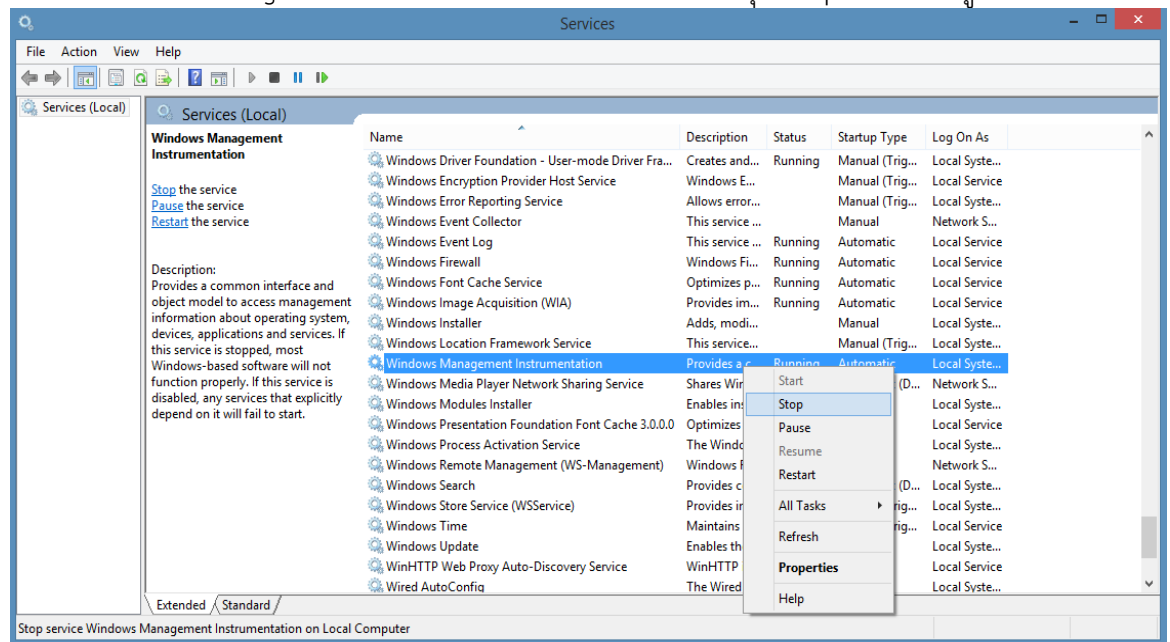 Services
File Action View Help
Services (Local)
Services (Local)
Windows Management
Instrumentation
Stop the service
Pause the service
Restart the service
Description:
Provides a common interface and
object model to access management
information about operating system,
devices, applications and services. If
this service is stopped, most
Windows-based software will not
function properly. If this service is
disabled, any services that explicitly
depend on it will fail to start.
Name Description Status Startup Type Log On As
Windows Driver Foundation - User-mode Driver Fra... Creates and... Running Manual (Trig... Local Syste...
Windows Encryption Provider Host Service Windows E... Manual (Trig... Local Service
Windows Error Reporting Service Allows error... Manual (Trig... Local Syste...
Windows Event Collector This service ... Manual Network S...
Windows Event Log This service ... Running Automatic Local Service
Windows Firewall Windows Fi... Running Automatic Local Service
Windows Font Cache Service Optimizes p... Running Automatic Local Service
Windows Image Acquisition (WIA) Provides im... Running Automatic Local Service
Windows Installer Adds, modi... Manual Local Syste...
Windows Location Framework Service This service... Manual (Trig... Local Syste...
Windows Management Instrumentation Provides a c... Running Automatic Local Syste...
Windows Media Player Network Sharing Service Shares (D... Network S...
Windows Modules Installer Enables Local Syste...
Windows Presentation Foundation Font Cache 3.0.0.0 Optimizes Local Service
Windows Process Activation Service The Local Syste...
Windows Remote Management (WS-Management) Windows Network S...
Windows Search Provides (D... Local Syste...
Windows Store Service (WSService) Provides rig... Local Syste...
Windows Time Maintains rig... Local Service
Windows Update Enables Local Syste...
WinHTTP Web Proxy Auto-Discovery Service WinHTTP Local Service
Wired AutoConfig The Wired Local Syste...
Start
Stop
Pause
Resume
Restart
All Tasks
Refresh
Properties
Help
Extended Standard
Stop service Windows Management Instrumentation on Local Computer